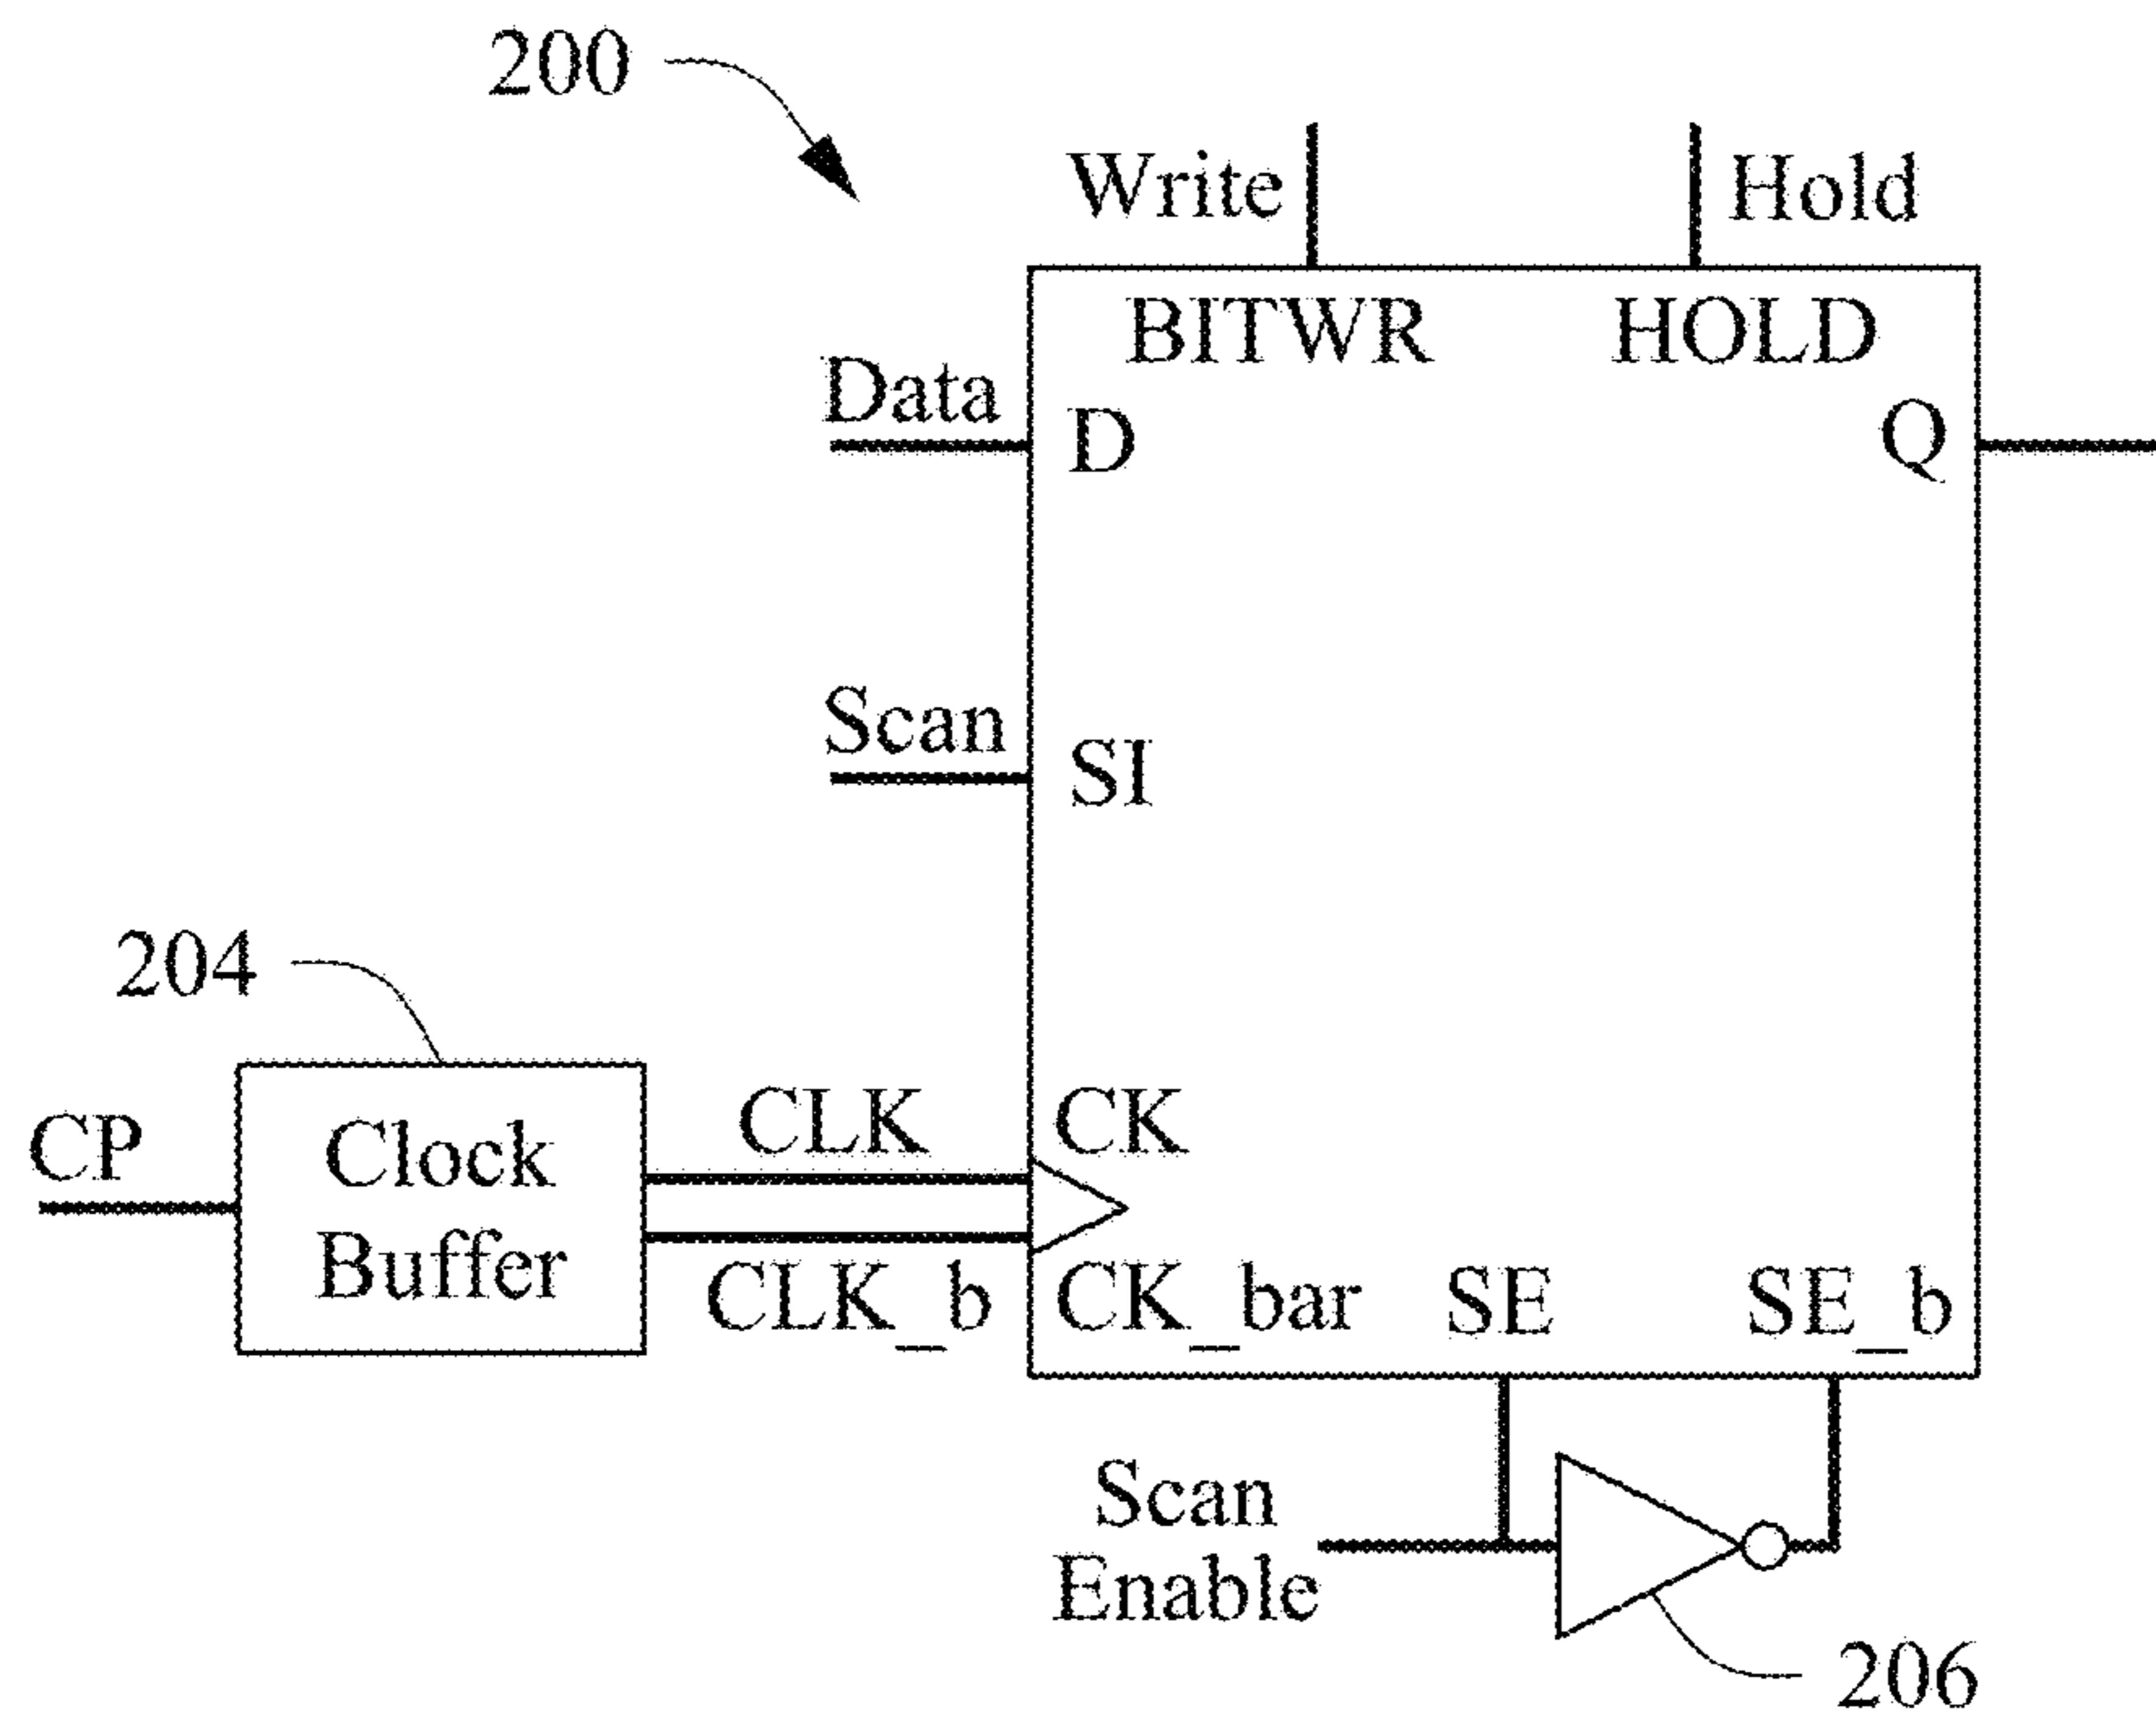 200
Write
Hold
BITWR
HOLD
Data
D
Q
Scan
SI
204
CP
Clock
Buffer
CLK
CK
CLK_b
CK_bar
SE
SE_b
Scan
Enable
206